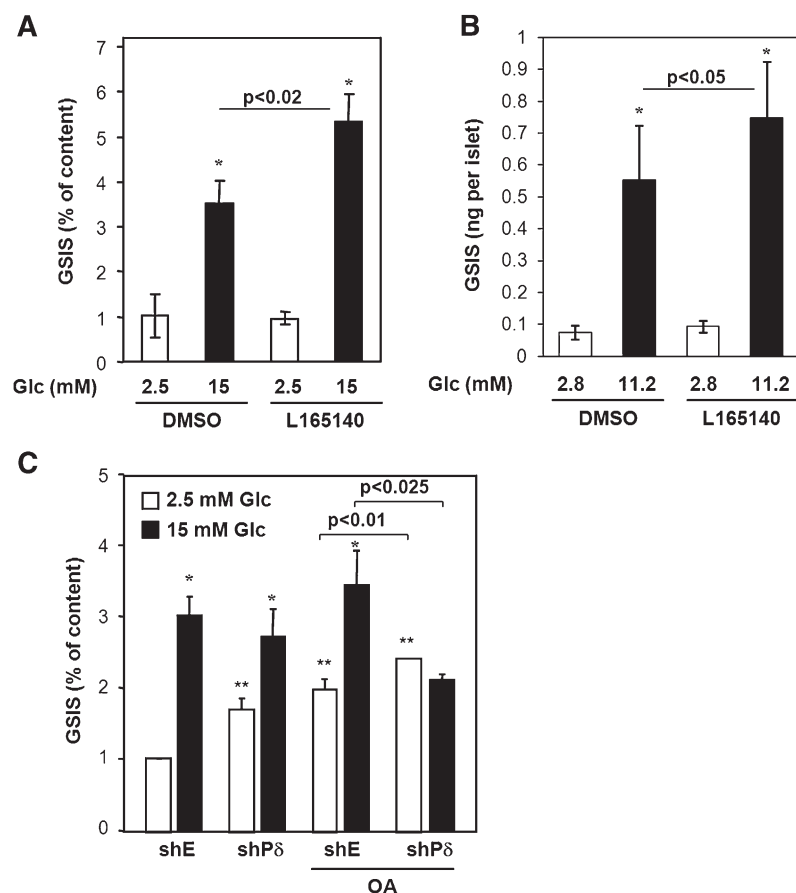 A
GSIS (% of content)
7
6
5
4
3
2
1
0
p<0.02
*
*
Glc (mM)
2.5 15 2.5 15
DMSO L165140
B
GSIS (ng per islet)
1
0.9
0.8
0.7
0.6
0.5
0.4
0.3
0.2
0.1
0
p<0.05
*
*
Glc (mM)
2.8 11.2 2.8 11.2
DMSO L165140
C
GSIS (% of content)
5
4
3
2
1
0
2.5 mM Glc
15 mM Glc
p<0.025
p<0.01
*
**
*
**
*
**
shE shPδ shE shPδ
OA